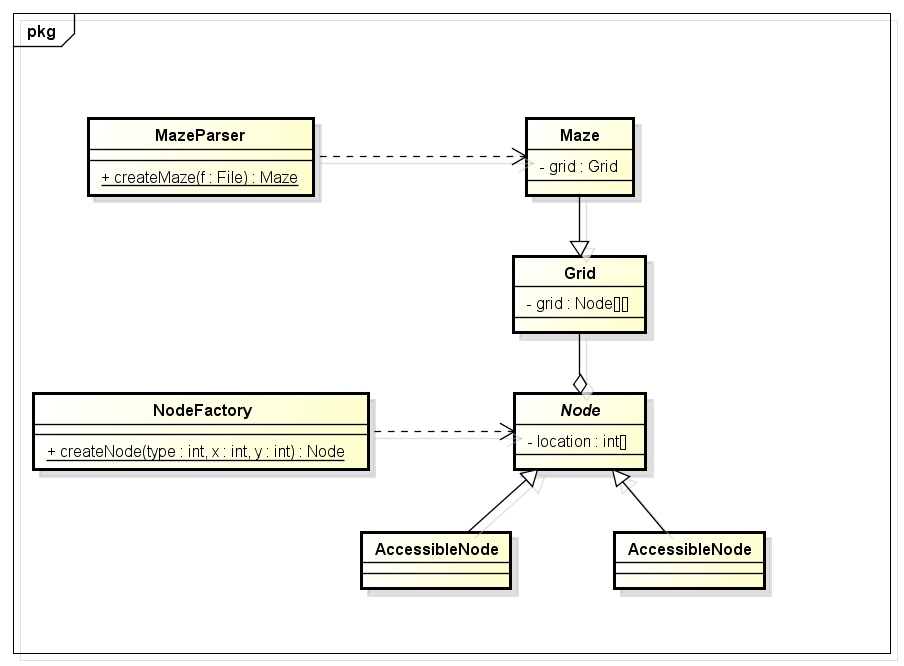 pkg
MazeParser
+ createMaze(f : File) : Maze
Maze
- grid : Grid
Grid
- grid : Node[][]
NodeFactory
+ createNode(type : int, x : int, y : int) : Node
Node
- location : int[]
AccessibleNode
AccessibleNode